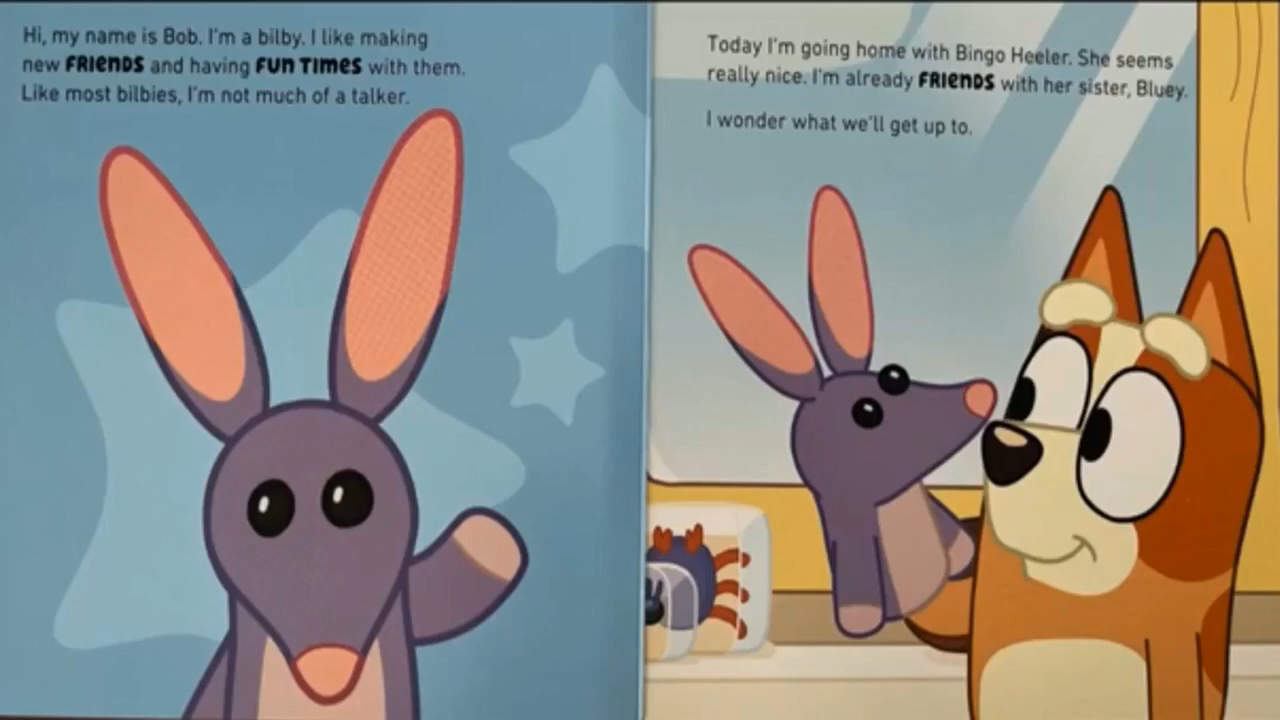 Hi, my name is Bob. I'm a bilby. I like making
new FRIENDS and having FUN TIMES with them.
Like most bilbies, I'm not much of a talker.
Today I'm going home with Bingo Heeler. She seems
really nice. I'm already FRIENDS with her sister, Bluey.
I wonder what we'll get up to.